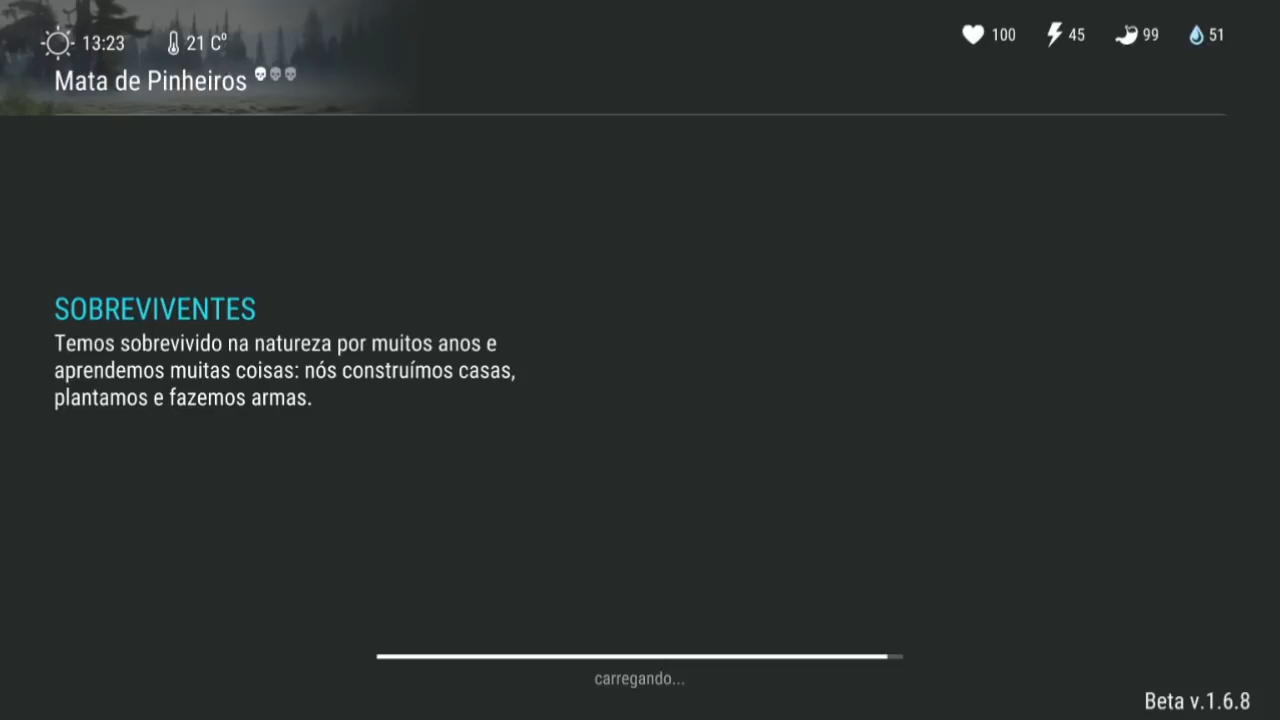 13:23 21 Cº
Mata de Pinheiros
100 45 99 51
SOBREVIVENTES
Temos sobrevivido na natureza por muitos anos e
aprendemos muitas coisas: nós construímos casas,
plantamos e fazemos armas.
carregando...
Beta v.1.6.8